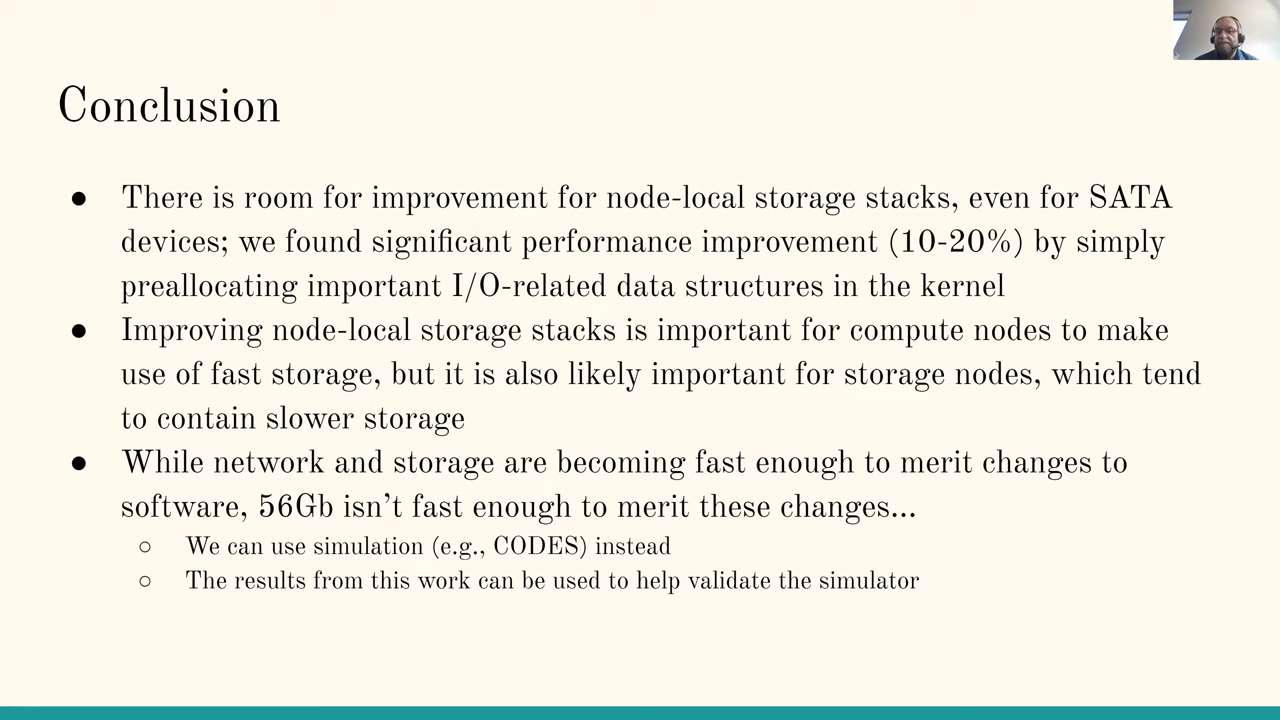 Conclusion
● There is room for improvement for node-local storage stacks, even for SATA
devices; we found significant performance improvement (10-20%) by simply
preallocating important I/O-related data structures in the kernel
● Improving node-local storage stacks is important for compute nodes to make
use of fast storage, but it is also likely important for storage nodes, which tend
to contain slower storage
● While network and storage are becoming fast enough to merit changes to
software, 56Gb isn’t fast enough to merit these changes...
○ We can use simulation (e.g., CODES) instead
○ The results from this work can be used to help validate the simulator